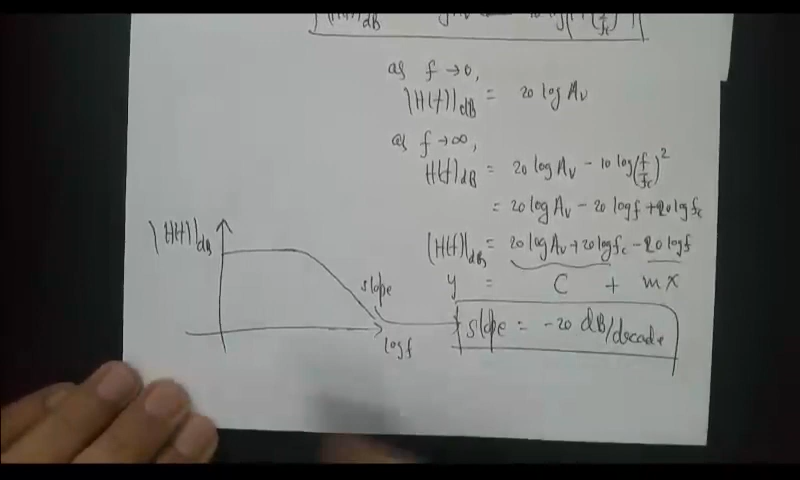 as f→0,
|H(f)|dB = 20 log Av
as f→∞,
H(f)dB = 20 log Av - 10 log(f/fc)²
= 20 log Av - 20 log f + 20 log fc
|H(f)|dB = 20 log Av + 20 log fc - 20 log f
y = C + mx
slope = -20 dB/decade
|H(f)|dB
slope
log f